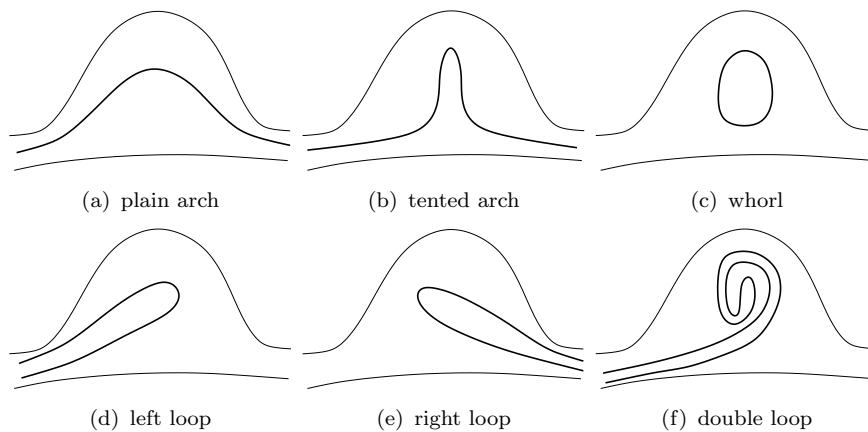 (a) plain arch
(b) tented arch
(c) whorl
(d) left loop
(e) right loop
(f) double loop